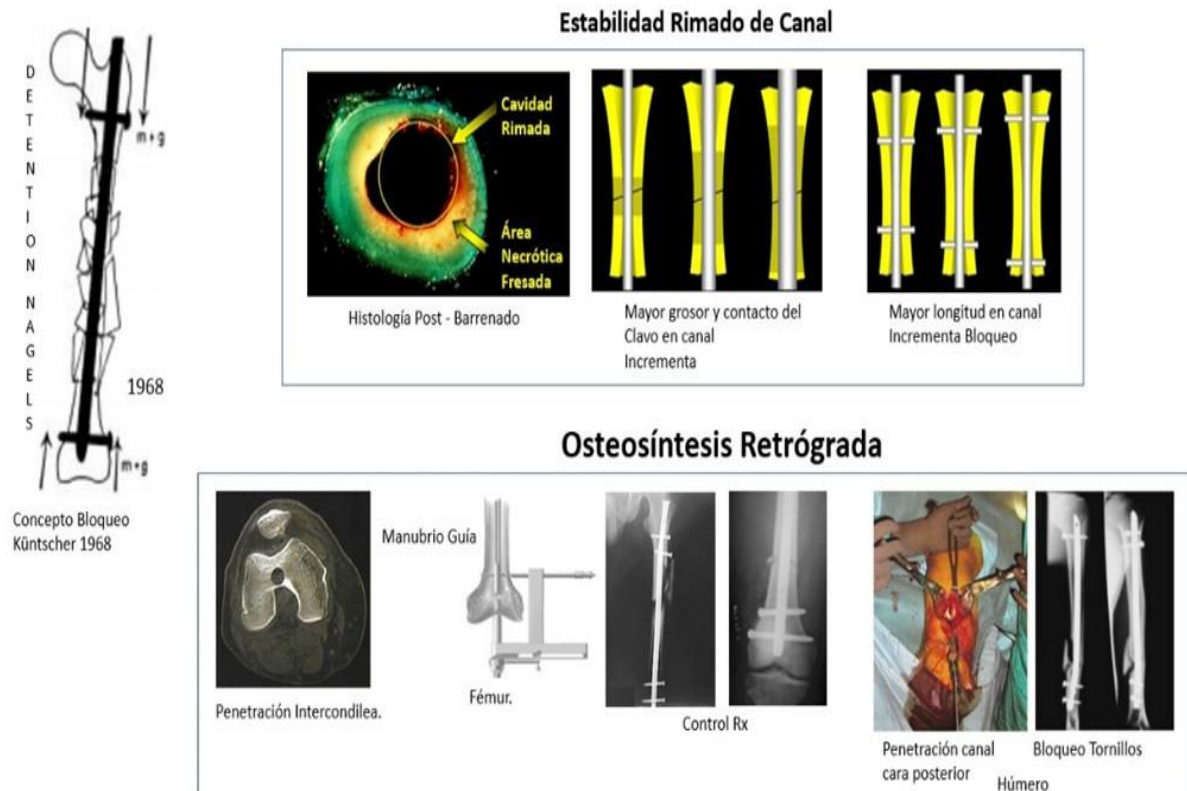 DETENTION NAGELS
m+g
1968
m+g
Concepto Bloqueo
Küntscher 1968
Estabilidad Rimado de Canal
Cavidad
Rimada
Área
Necrótica
Fresada
Histología Post - Barrenado
Mayor grosor y contacto del
Clavo en canal
Incrementa
Mayor longitud en canal
Incrementa Bloqueo
Osteosíntesis Retrógrada
Penetración Intercondilea.
Manubrio Guía
Fémur.
Control Rx
Penetración canal
cara posterior
Bloqueo Tornillos
Húmero